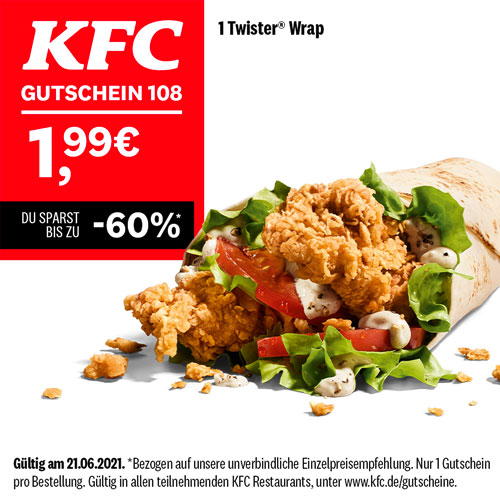 KFC
GUTSCHEIN 108
1,99€
DU SPARST
BIS ZU
-60%*
1 Twister® Wrap
Gültig am 21.06.2021. *Bezogen auf unsere unverbindliche Einzelpreisempfehlung. Nur 1 Gutschein
pro Bestellung. Gültig in allen teilnehmenden KFC Restaurants, unter www.kfc.de/gutscheine.